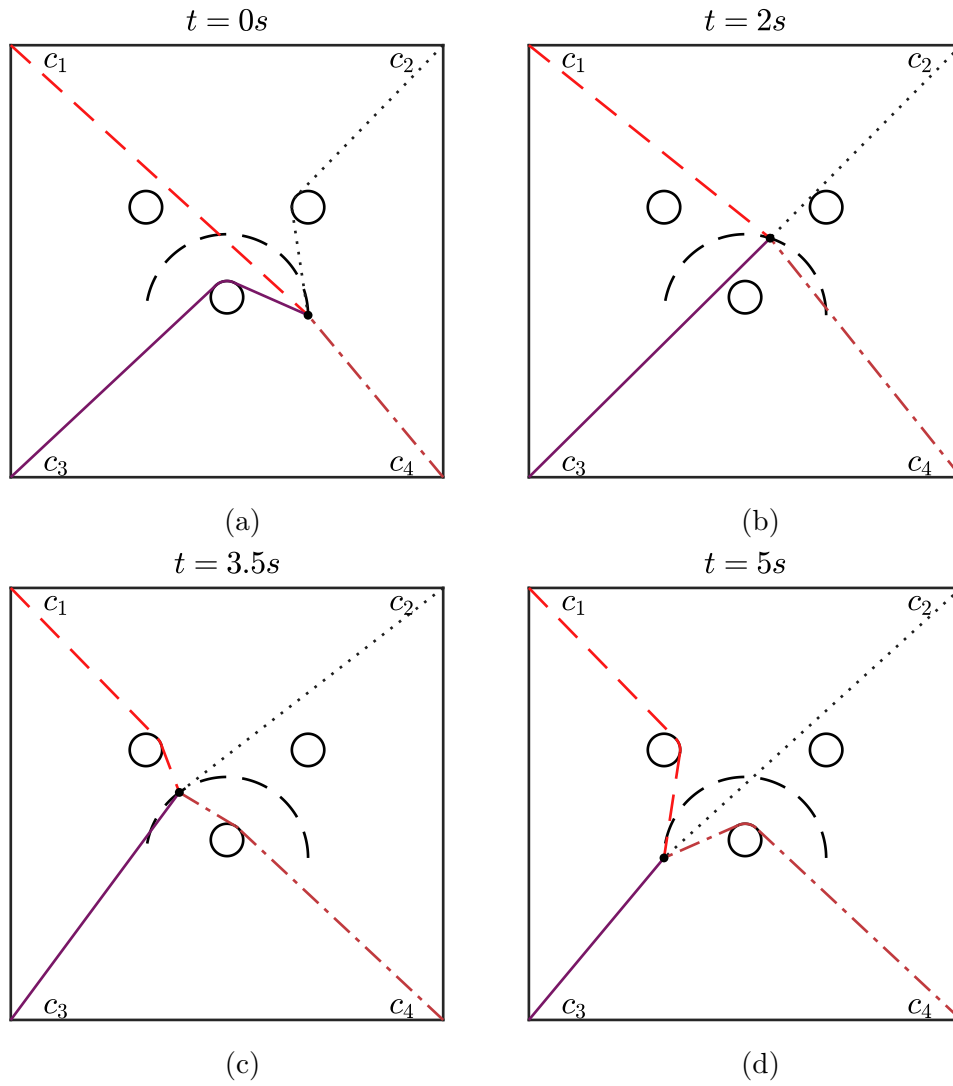 t = 0s
t = 2s
c₁
c₂
c₁
c₂
c₃
c₄
c₃
c₄
(a)
(b)
t = 3.5s
t = 5s
c₁
c₂
c₁
c₂
c₃
c₄
c₃
c₄
(c)
(d)